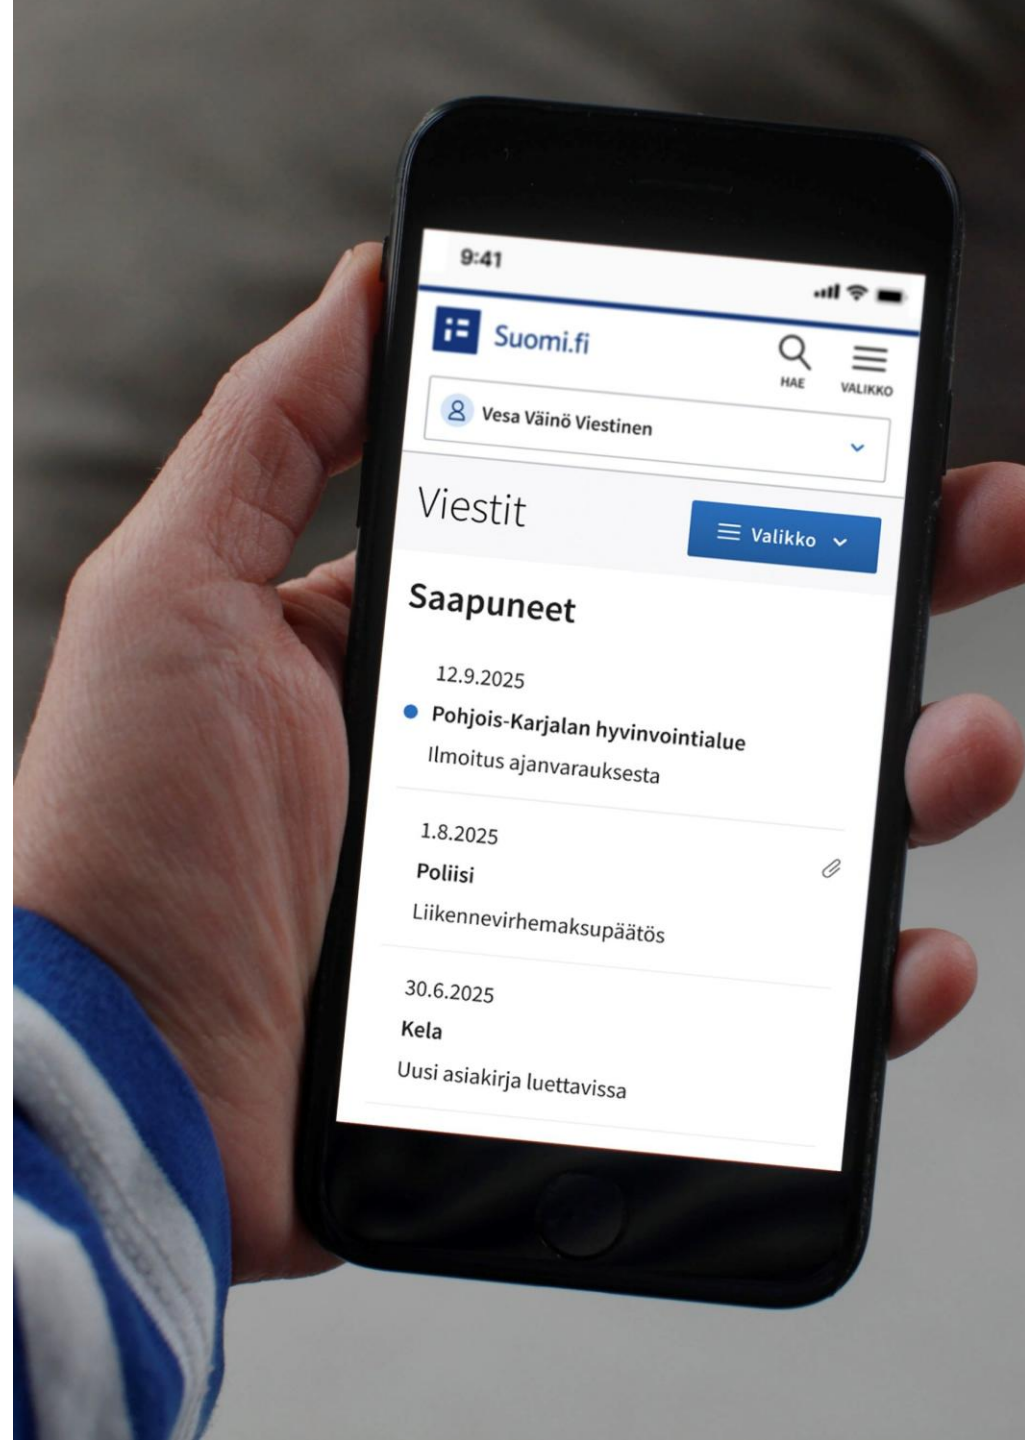 9:41
Suomi.fi
HAE
VALIKKO
Vesa Väinö Viestinen
Viestit
Valikko
Saapuneet
12.9.2025
Pohjois-Karjalan hyvinvointialue
Ilmoitus ajanvarauksesta
1.8.2025
Poliisi
Liikennevirhemaksupäätös
30.6.2025
Kela
Uusi asiakirja luettavissa